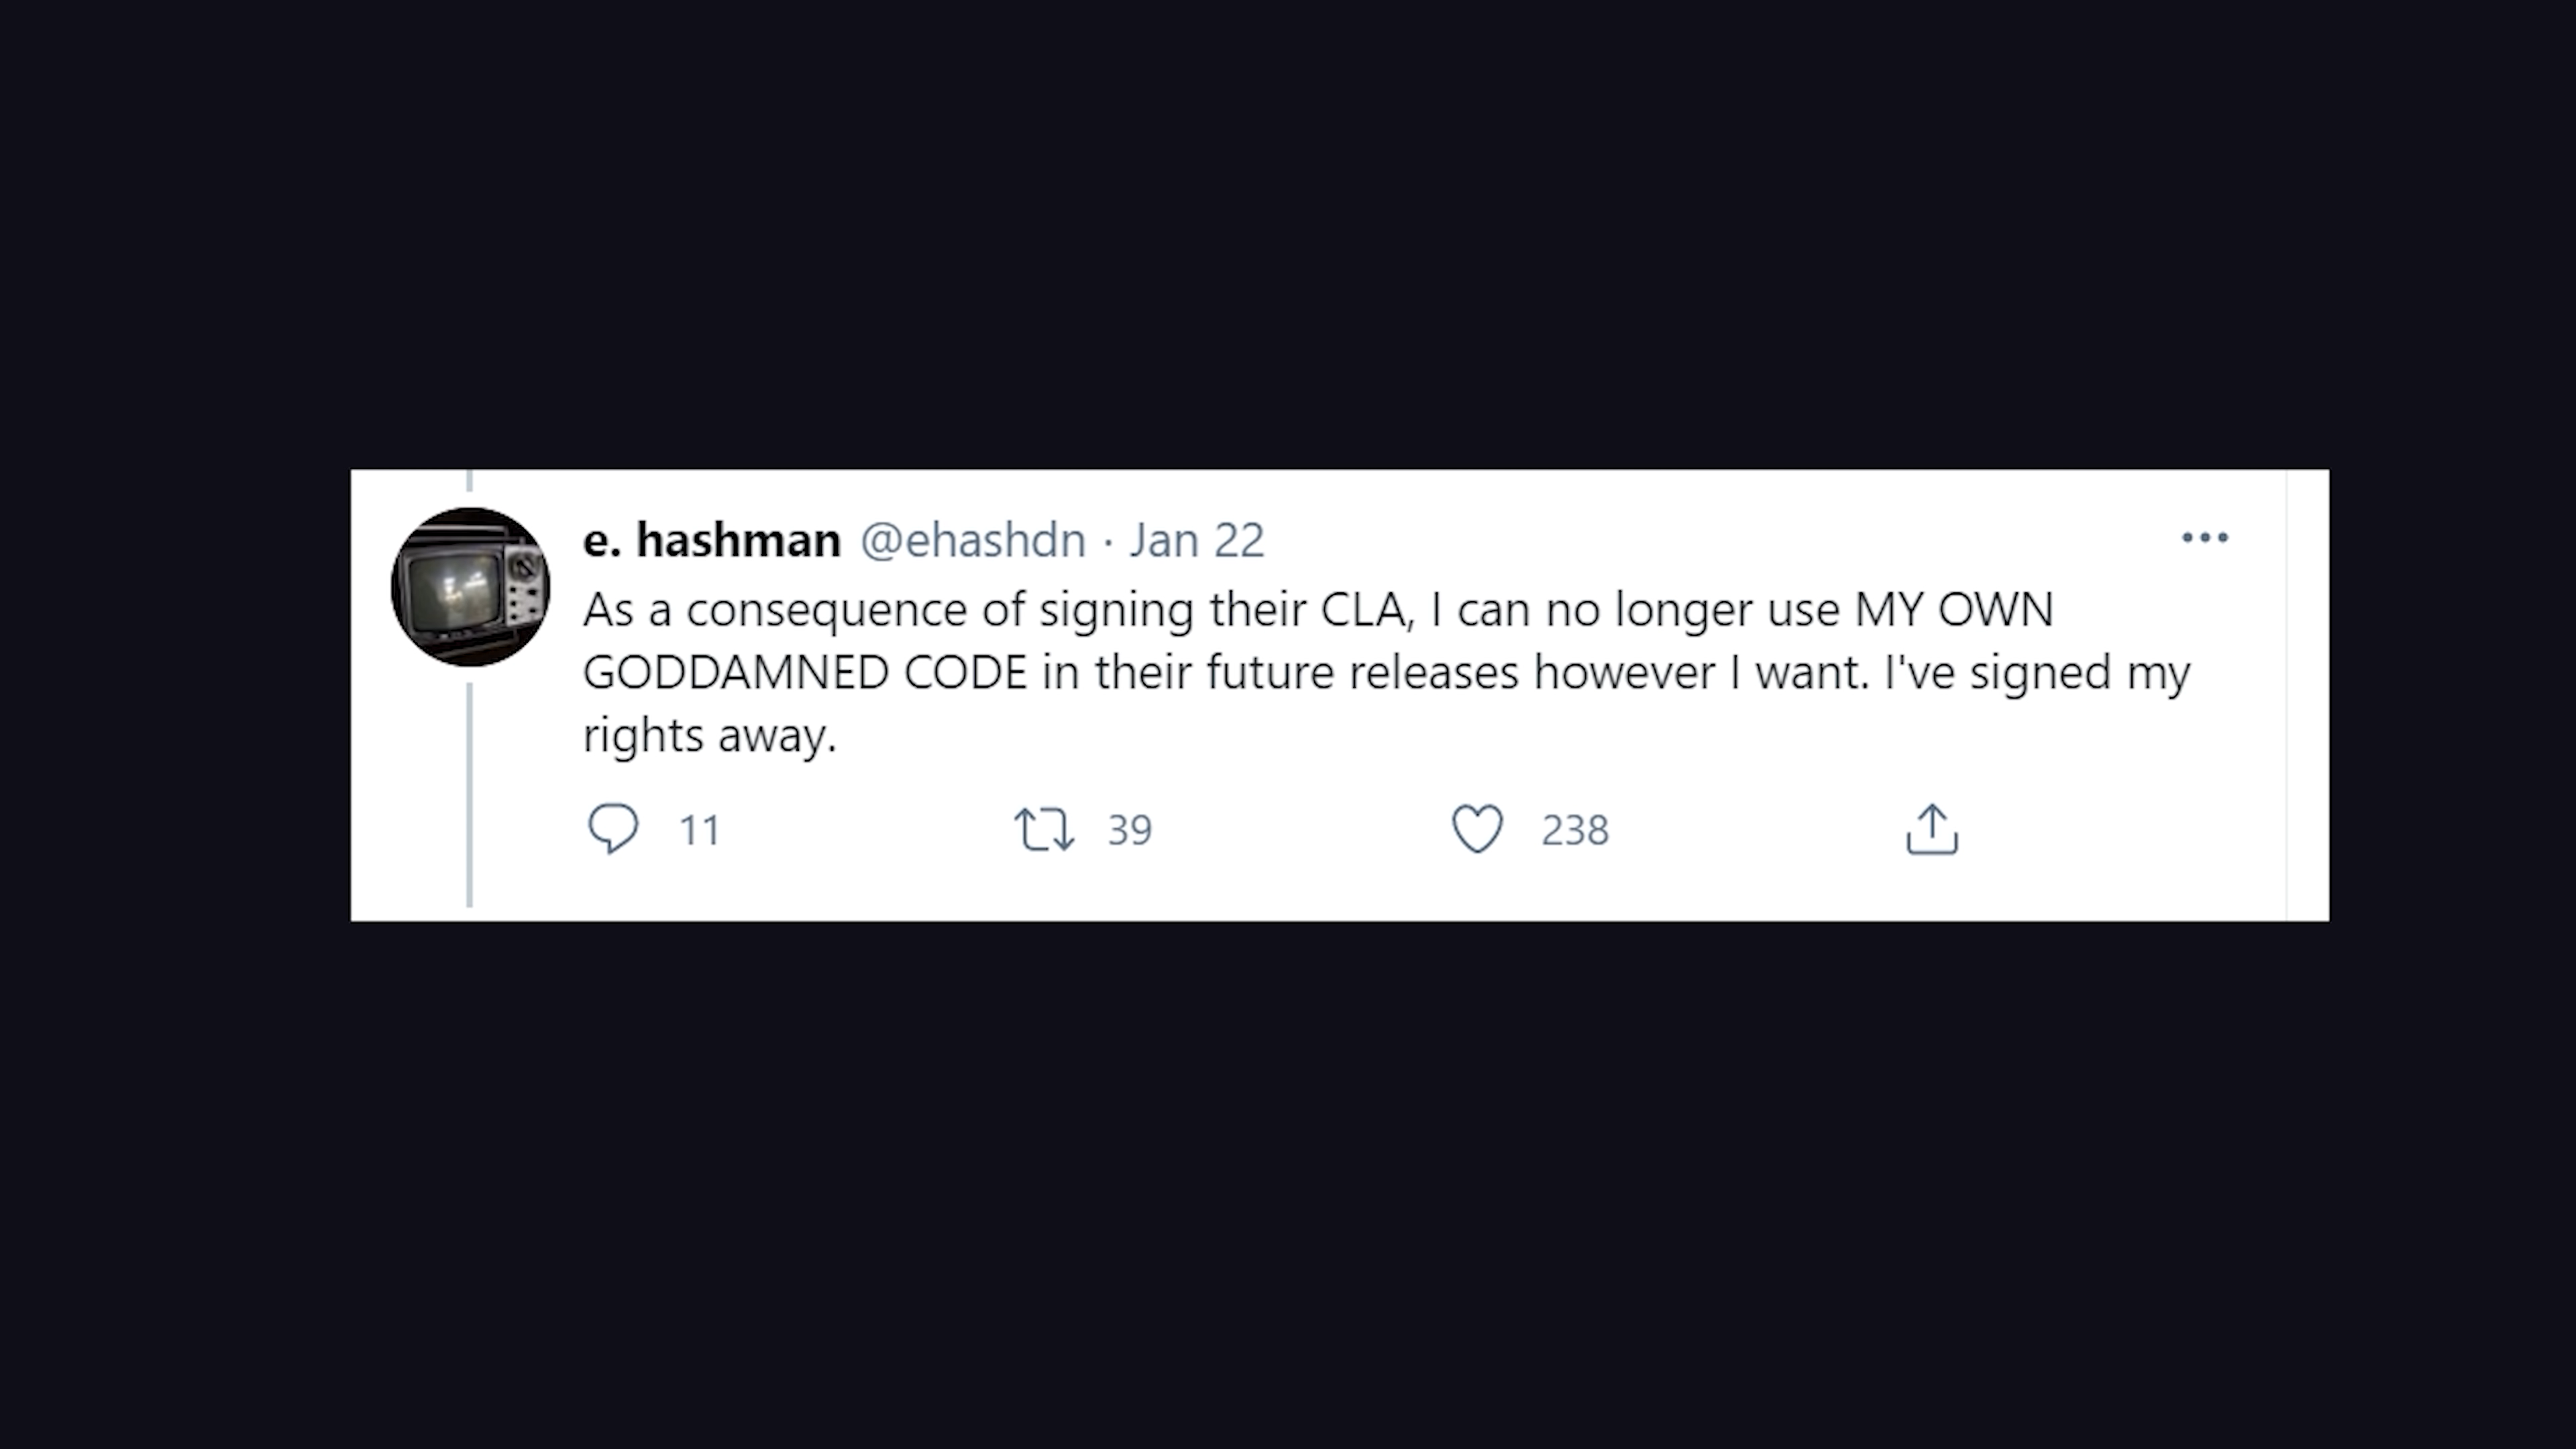 e. hashman @ehashdn · Jan 22
As a consequence of signing their CLA, I can no longer use MY OWN
GODDAMNED CODE in their future releases however I want. I've signed my
rights away.
11 39 238